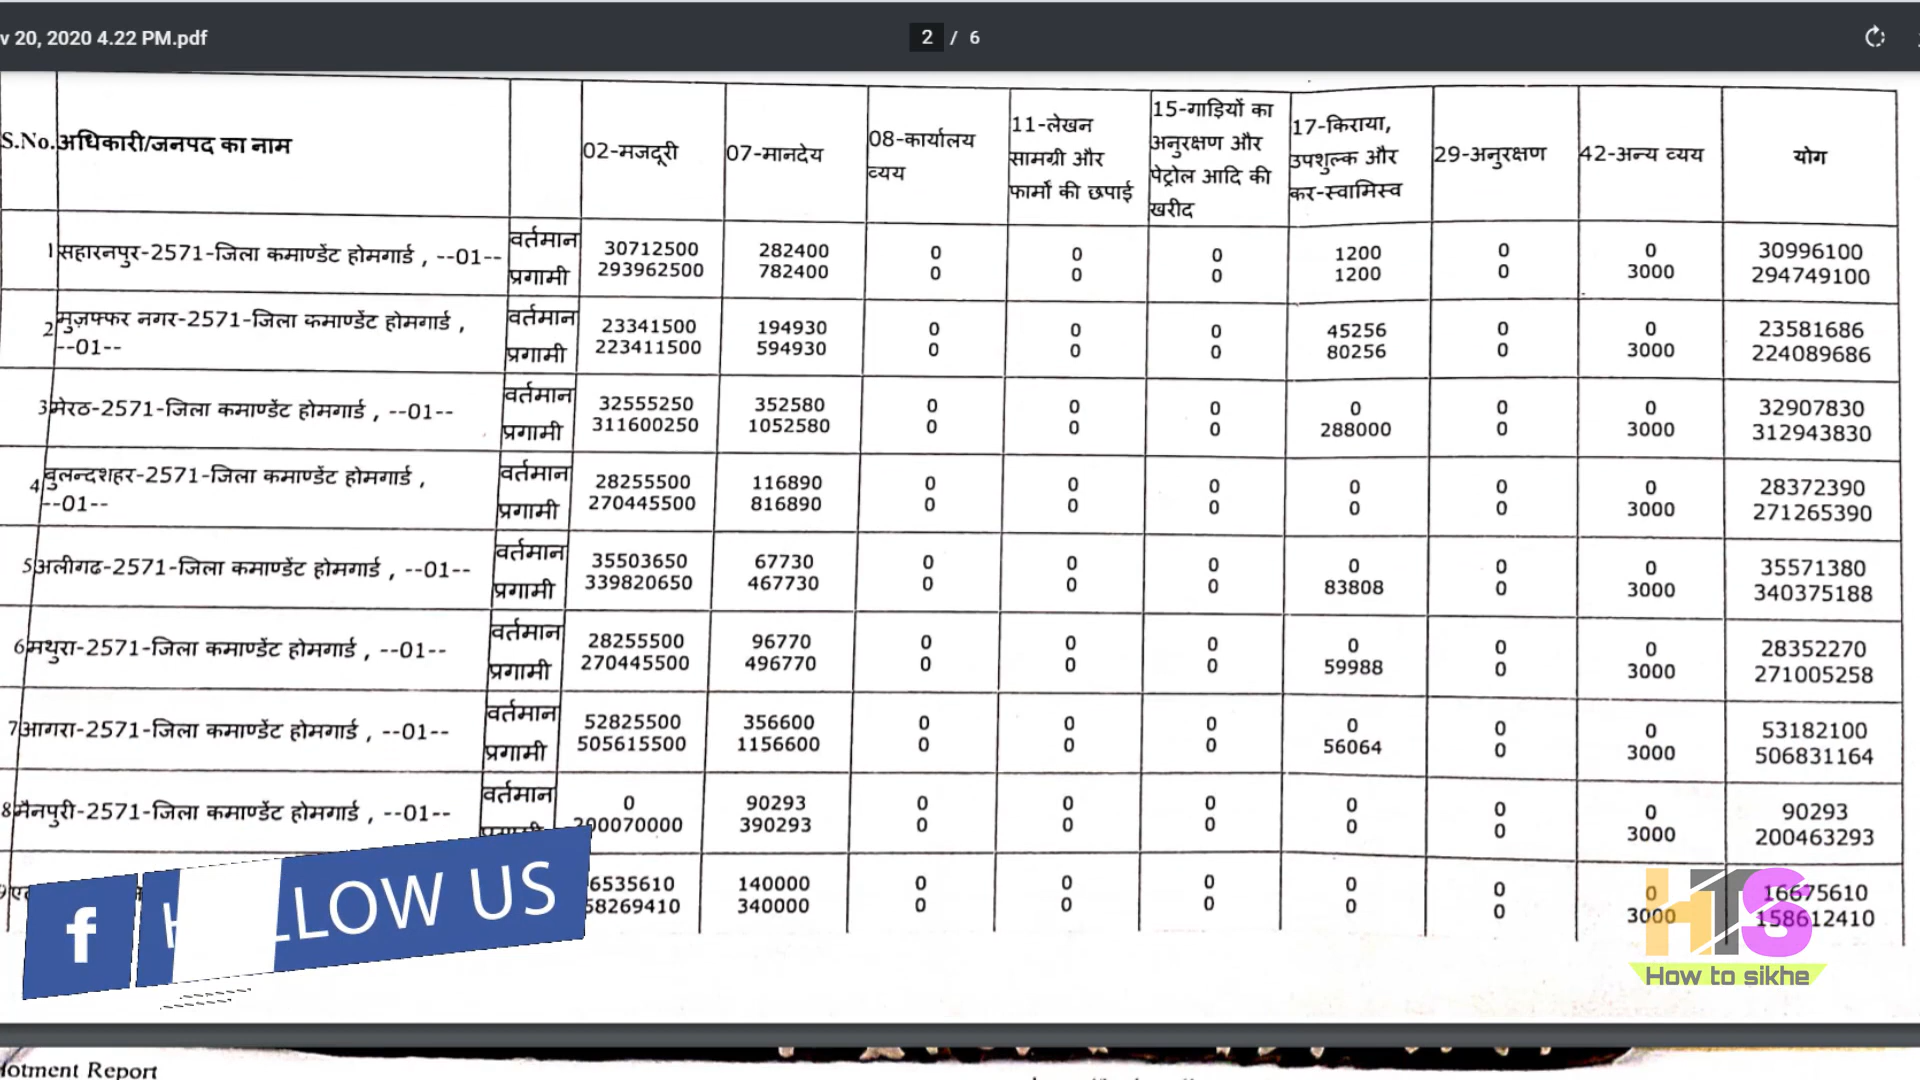 v 20, 2020 4.22 PM.pdf
2 / 6
S.No. अधिकारी/जनपद का नाम 02-मजदूरी 07-मानदेय 08-कार्यालय व्यय 11-लेखन सामग्री और फार्मो की छपाई 15-गाड़ियों का अनुरक्षण और पेट्रोल आदि की खरीद 17-किराया, उपशुल्क और कर-स्वामिस्व 29-अनुरक्षण 42-अन्य व्यय योग
1 सहारनपुर-2571-जिला कमाण्डेंट होमगार्ड , --01--
वर्तमान 30712500 282400 0 0 0 1200 0 0 30996100
प्रगामी 293962500 782400 0 0 0 1200 0 3000 294749100
2 मुज़फ्फर नगर-2571-जिला कमाण्डेंट होमगार्ड ,
--01--
वर्तमान 23341500 194930 0 0 0 45256 0 0 23581686
प्रगामी 223411500 594930 0 0 0 80256 0 3000 224089686
3 मेरठ-2571-जिला कमाण्डेंट होमगार्ड , --01--
वर्तमान 32555250 352580 0 0 0 0 0 0 32907830
प्रगामी 311600250 1052580 0 0 0 288000 0 3000 312943830
4 बुलन्दशहर-2571-जिला कमाण्डेंट होमगार्ड ,
--01--
वर्तमान 28255500 116890 0 0 0 0 0 0 28372390
प्रगामी 270445500 816890 0 0 0 0 0 3000 271265390
5 अलीगढ-2571-जिला कमाण्डेंट होमगार्ड , --01--
वर्तमान 35503650 67730 0 0 0 0 0 0 35571380
प्रगामी 339820650 467730 0 0 0 83808 0 3000 340375188
6 मथुरा-2571-जिला कमाण्डेंट होमगार्ड , --01--
वर्तमान 28255500 96770 0 0 0 0 0 0 28352270
प्रगामी 270445500 496770 0 0 0 59988 0 3000 271005258
7 आगरा-2571-जिला कमाण्डेंट होमगार्ड , --01--
वर्तमान 52825500 356600 0 0 0 0 0 0 53182100
प्रगामी 505615500 1156600 0 0 0 56064 0 3000 506831164
8 मैनपुरी-2571-जिला कमाण्डेंट होमगार्ड , --01--
वर्तमान 0 90293 0 0 0 0 0 0 90293
प्रगामी 200070000 390293 0 0 0 0 0 3000 200463293
6535610 140000 0 0 0 0 0 0 16675610
58269410 340000 0 0 0 0 0 3000 158612410
f LLOW US
HTS
How to sikhe
lotment Report